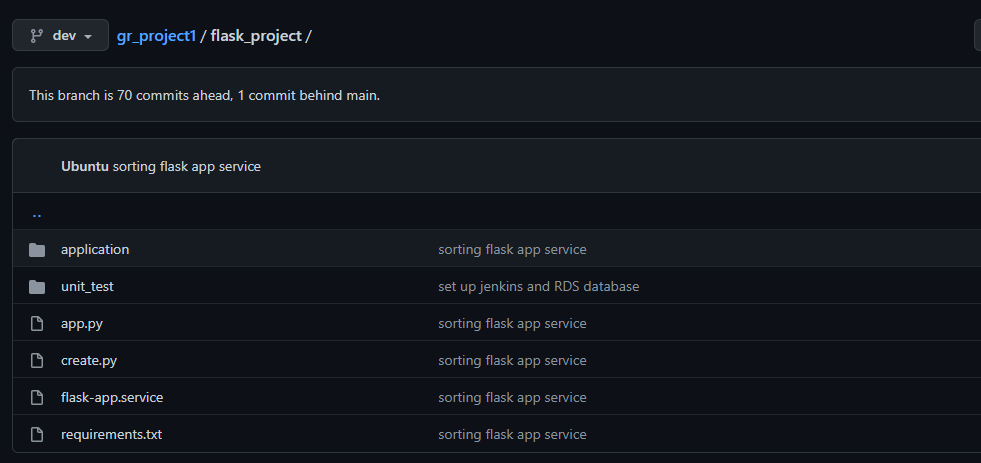 dev gr_project1 / flask_project /
This branch is 70 commits ahead, 1 commit behind main.
Ubuntu sorting flask app service
..
application sorting flask app service
unit_test set up jenkins and RDS database
app.py sorting flask app service
create.py sorting flask app service
flask-app.service sorting flask app service
requirements.txt sorting flask app service